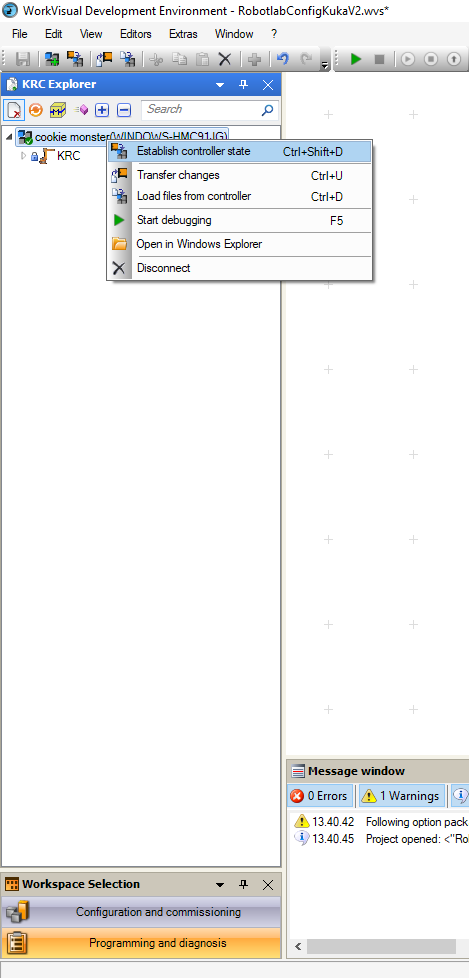 WorkVisual Development Environment - RobotlabConfigKukaV2.wvs*
File Edit View Editors Extras Window ?
KRC Explorer
Search
cookie monster(WINDOWS-HMC91JG)
KRC
Establish controller state Ctrl+Shift+D
Transfer changes Ctrl+U
Load files from controller Ctrl+D
Start debugging F5
Open in Windows Explorer
Disconnect
Message window
0 Errors 1 Warnings
13.40.42 Following option pack
13.40.45 Project opened: <"Ro
Workspace Selection
Configuration and commissioning
Programming and diagnosis